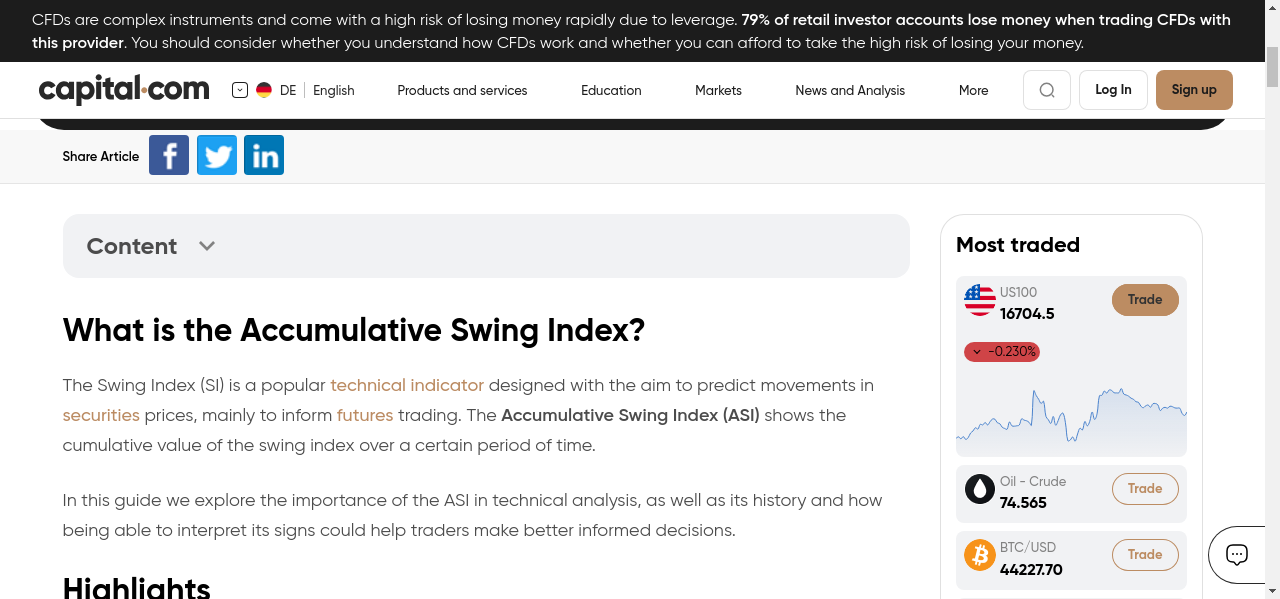 CFDs are complex instruments and come with a high risk of losing money rapidly due to leverage. 79% of retail investor accounts lose money when trading CFDs with
this provider. You should consider whether you understand how CFDs work and whether you can afford to take the high risk of losing your money.
capital.com
DE
English
Products and services
Education
Markets
News and Analysis
More
Log In
Sign up
Share Article
Content
What is the Accumulative Swing Index?
The Swing Index (SI) is a popular technical indicator designed with the aim to predict movements in
securities prices, mainly to inform futures trading. The Accumulative Swing Index (ASI) shows the
cumulative value of the swing index over a certain period of time.
In this guide we explore the importance of the ASI in technical analysis, as well as its history and how
being able to interpret its signs could help traders make better informed decisions.
Highlights
Most traded
US100
16704.5
Trade
-0.230%
Oil - Crude
74.565
Trade
BTC/USD
44227.70
Trade